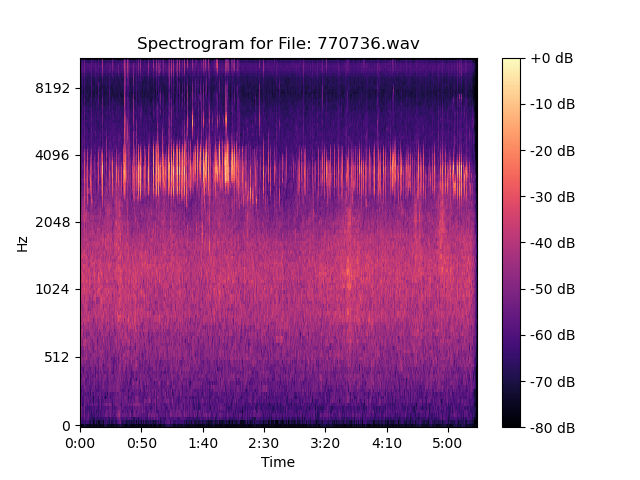 Spectrogram for File: 770736.wav
8192
4096
2048
1024
512
0
Hz
0:00 0:50 1:40 2:30 3:20 4:10 5:00
Time
+0 dB
-10 dB
-20 dB
-30 dB
-40 dB
-50 dB
-60 dB
-70 dB
-80 dB